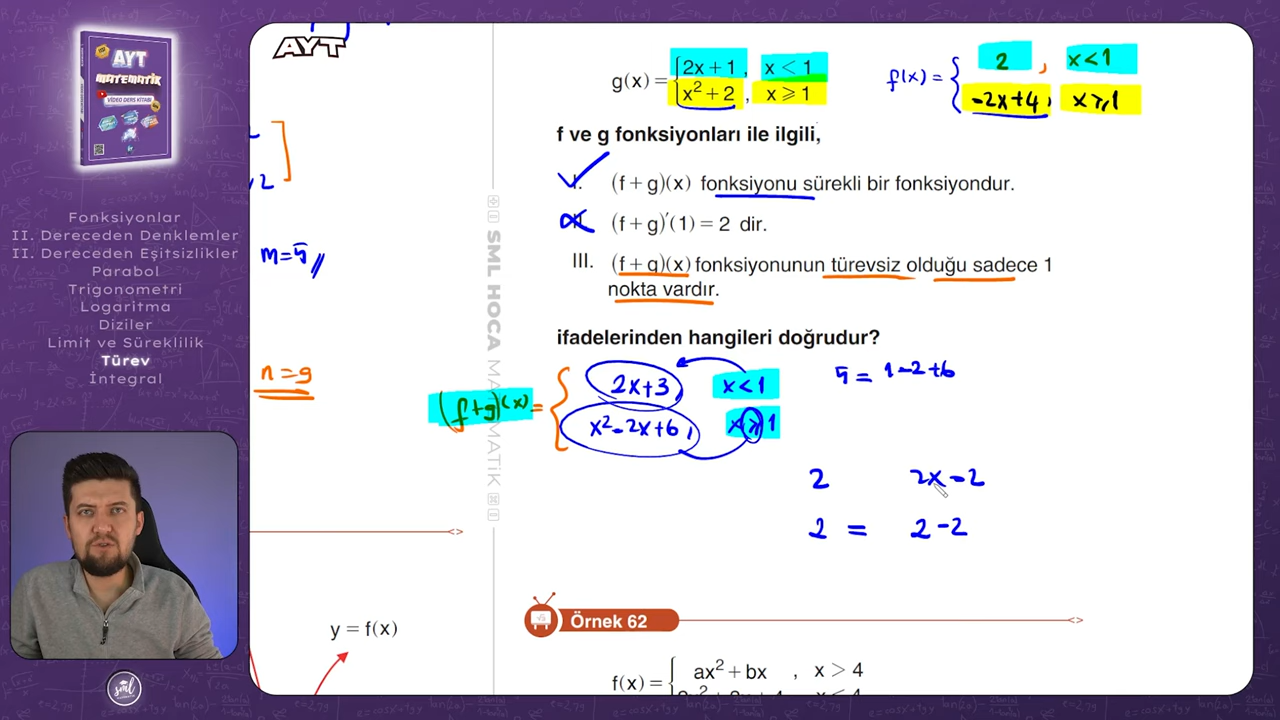 AYT
MATEMATİK
VİDEO DERS KİTABI
Fonksiyonlar
II. Dereceden Denklemler
II. Dereceden Eşitsizlikler
Parabol
Trigonometri
Logaritma
Diziler
Limit ve Süreklilik
Türev
İntegral
sml
AYT
m=5
n=9
y = f(x)
SML HOCA MATEMATİK
g(x) = { 2x + 1 , x < 1
x² + 2 , x ⩾ 1
f(x) = { 2 , x < 1
-2x+4, x ⩾ 1
f ve g fonksiyonları ile ilgili,
(f + g)(x) fonksiyonu sürekli bir fonksiyondur.
(f + g)′(1) = 2 dir.
III. (f + g)(x) fonksiyonunun türevsiz olduğu sadece 1
nokta vardır.
ifadelerinden hangileri doğrudur?
(f+g)(x) = { 2x+3, x<1
x²-2x+6, x⩾1
5 = 1-2+6
2 2x-2
2 = 2-2
Örnek 62
f(x) = { ax² + bx , x > 4